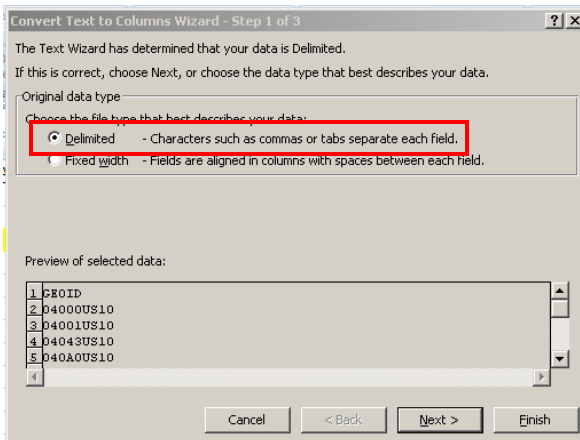 Convert Text to Columns Wizard - Step 1 of 3
The Text Wizard has determined that your data is Delimited.
If this is correct, choose Next, or choose the data type that best describes your data.
Original data type
Choose the file type that best describes your data:
Delimited - Characters such as commas or tabs separate each field.
Fixed width - Fields are aligned in columns with spaces between each field.
Preview of selected data:
1 GEOID
2 04000US10
3 04001US10
4 04043US10
5 040A0US10
Cancel < Back Next > Finish